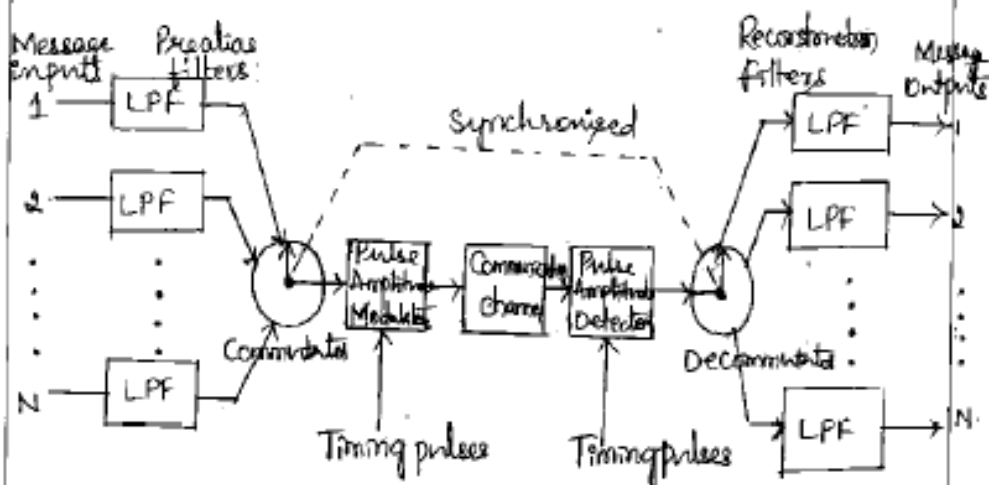 Message
inputs
Prealias
filters:
Reconstruction
filters
Message
Outputs
1
LPF
Synchronised
LPF
1
2
LPF
LPF
2
Pulse
Amplitude
Modulator
Communication
Channel
Pulse
Amplitude
Detector
Commutator
Decommutator
N
LPF
LPF
N
Timing pulses
Timing pulses